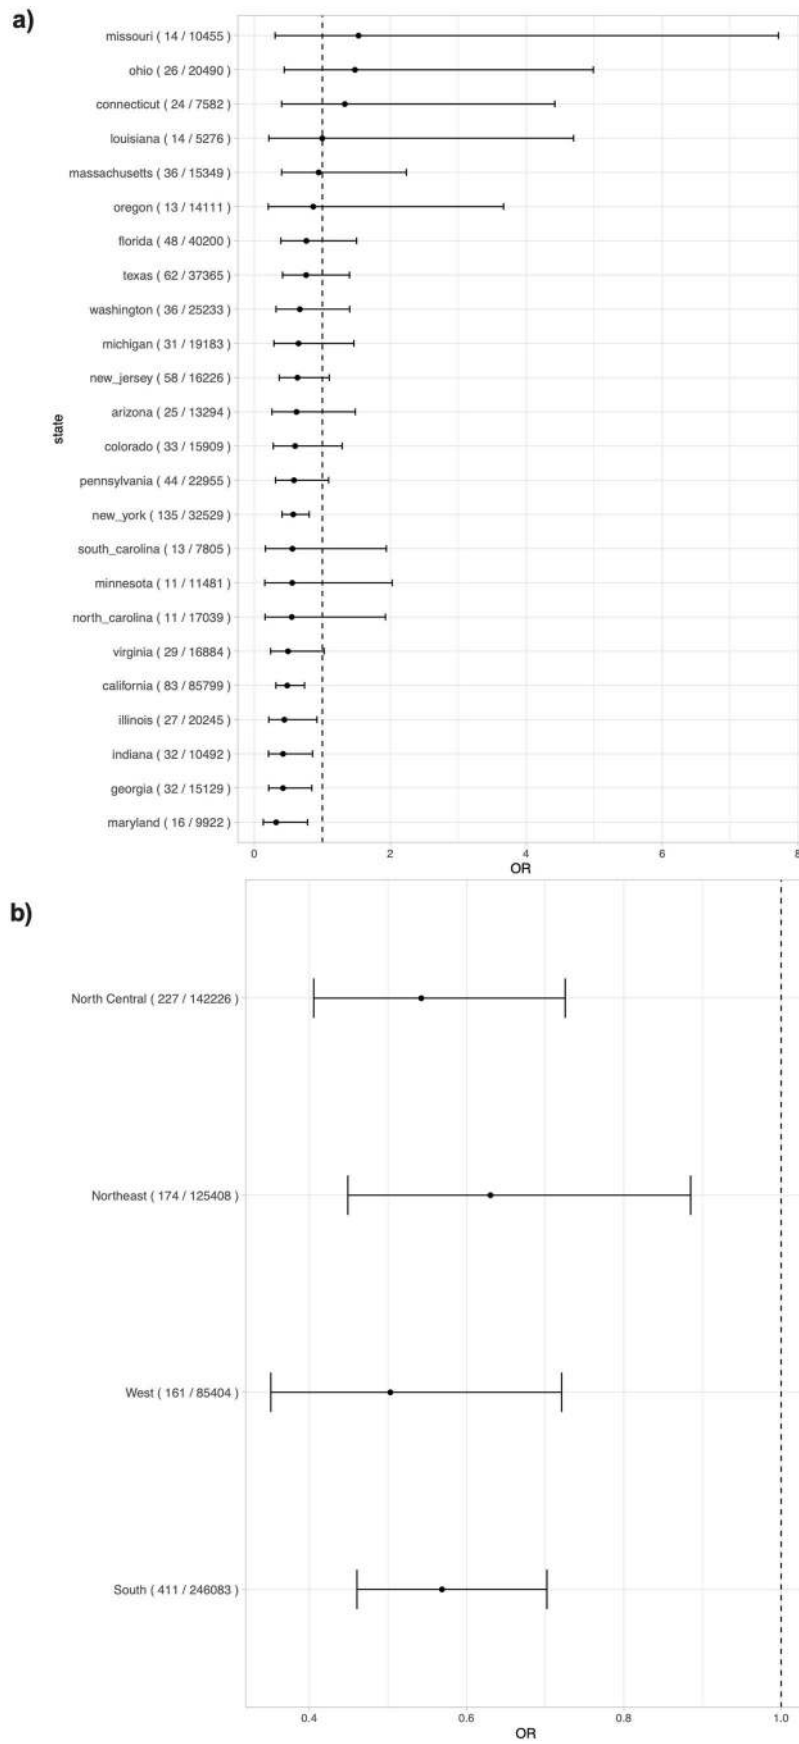 a)
missouri ( 14 / 10455 )
ohio ( 26 / 20490 )
connecticut ( 24 / 7582 )
louisiana ( 14 / 5276 )
massachusetts ( 36 / 15349 )
oregon ( 13 / 14111 )
florida ( 48 / 40200 )
texas ( 62 / 37365 )
washington ( 36 / 25233 )
michigan ( 31 / 19183 )
new_jersey ( 58 / 16226 )
arizona ( 25 / 13294 )
state
colorado ( 33 / 15909 )
pennsylvania ( 44 / 22955 )
new_york ( 135 / 32529 )
south_carolina ( 13 / 7805 )
minnesota ( 11 / 11481 )
north_carolina ( 11 / 17039 )
virginia ( 29 / 16884 )
california ( 83 / 85799 )
illinois ( 27 / 20245 )
indiana ( 32 / 10492 )
georgia ( 32 / 15129 )
maryland ( 16 / 9922 )
0 2 4 6 8
OR
b)
North Central ( 227 / 142226 )
Northeast ( 174 / 125408 )
West ( 161 / 85404 )
South ( 411 / 246083 )
0.4 0.6 0.8 1.0
OR